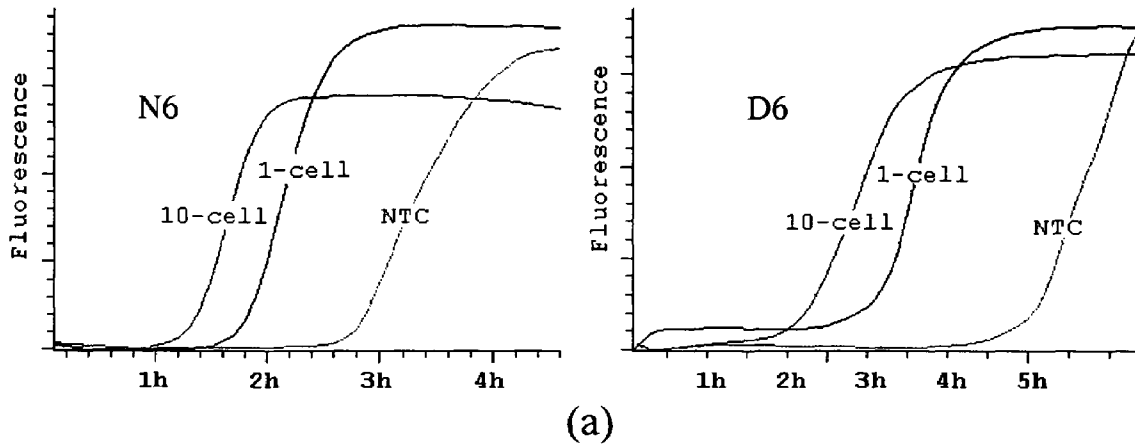 Fluorescence
N6
1-cell
10-cell
NTC
1h 2h 3h 4h
Fluorescence
D6
1-cell
10-cell
NTC
1h 2h 3h 4h 5h
(a)